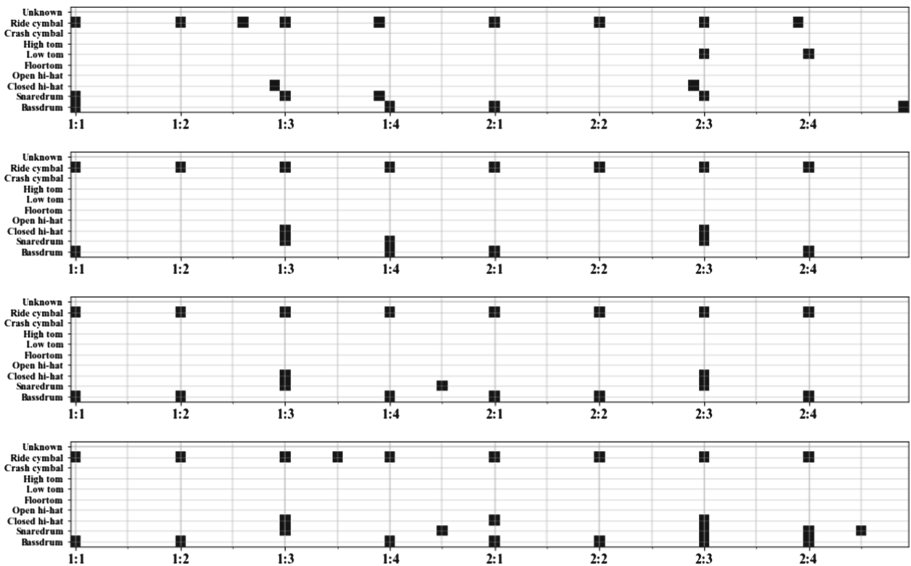 Unknown
Ride cymbal
Crash cymbal
High tom
Low tom
Floortom
Open hi-hat
Closed hi-hat
Snaredrum
Bassdrum
1:1 1:2 1:3 1:4 2:1 2:2 2:3 2:4
Unknown
Ride cymbal
Crash cymbal
High tom
Low tom
Floortom
Open hi-hat
Closed hi-hat
Snaredrum
Bassdrum
1:1 1:2 1:3 1:4 2:1 2:2 2:3 2:4
Unknown
Ride cymbal
Crash cymbal
High tom
Low tom
Floortom
Open hi-hat
Closed hi-hat
Snaredrum
Bassdrum
1:1 1:2 1:3 1:4 2:1 2:2 2:3 2:4
Unknown
Ride cymbal
Crash cymbal
High tom
Low tom
Floortom
Open hi-hat
Closed hi-hat
Snaredrum
Bassdrum
1:1 1:2 1:3 1:4 2:1 2:2 2:3 2:4